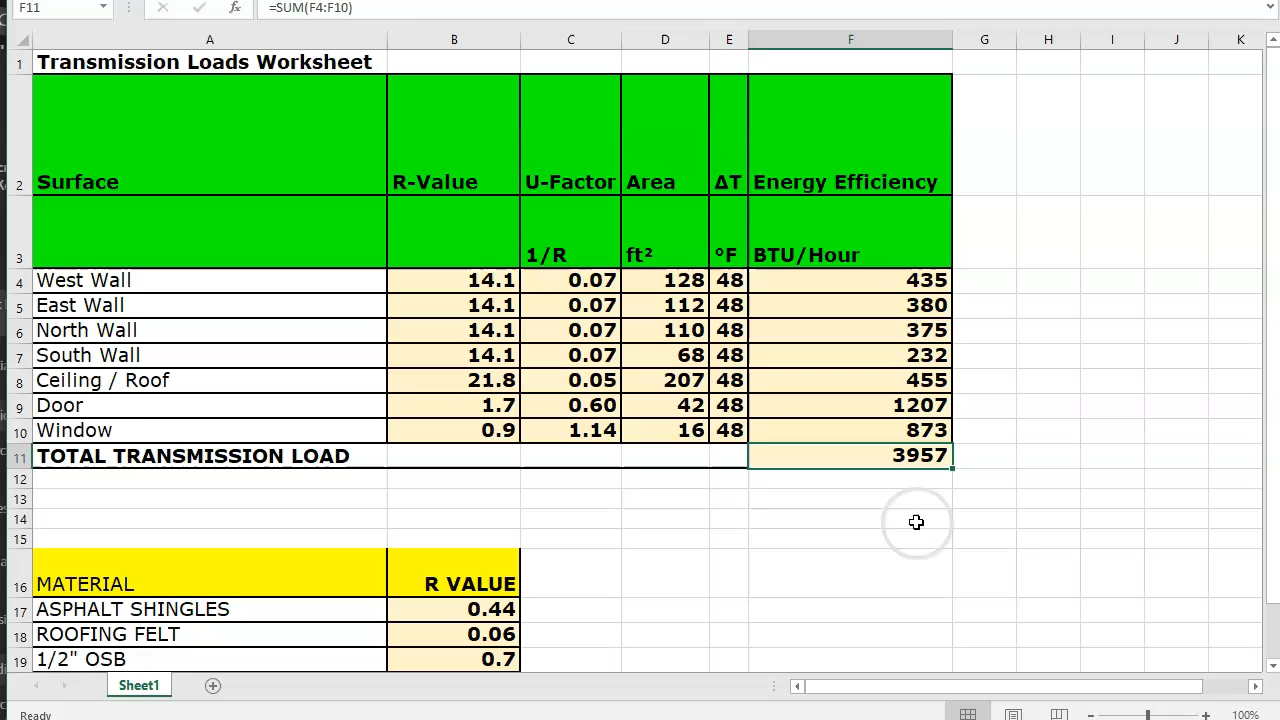 F11 fx =SUM(F4:F10)
A B C D E F G H I J K
1 Transmission Loads Worksheet
2 Surface R-Value U-Factor Area ΔT Energy Efficiency
3 1/R ft² °F BTU/Hour
4 West Wall 14.1 0.07 128 48 435
5 East Wall 14.1 0.07 112 48 380
6 North Wall 14.1 0.07 110 48 375
7 South Wall 14.1 0.07 68 48 232
8 Ceiling / Roof 21.8 0.05 207 48 455
9 Door 1.7 0.60 42 48 1207
10 Window 0.9 1.14 16 48 873
11 TOTAL TRANSMISSION LOAD 3957
12
13
14
15
16 MATERIAL R VALUE
17 ASPHALT SHINGLES 0.44
18 ROOFING FELT 0.06
19 1/2" OSB 0.7
Sheet1
Ready 100%